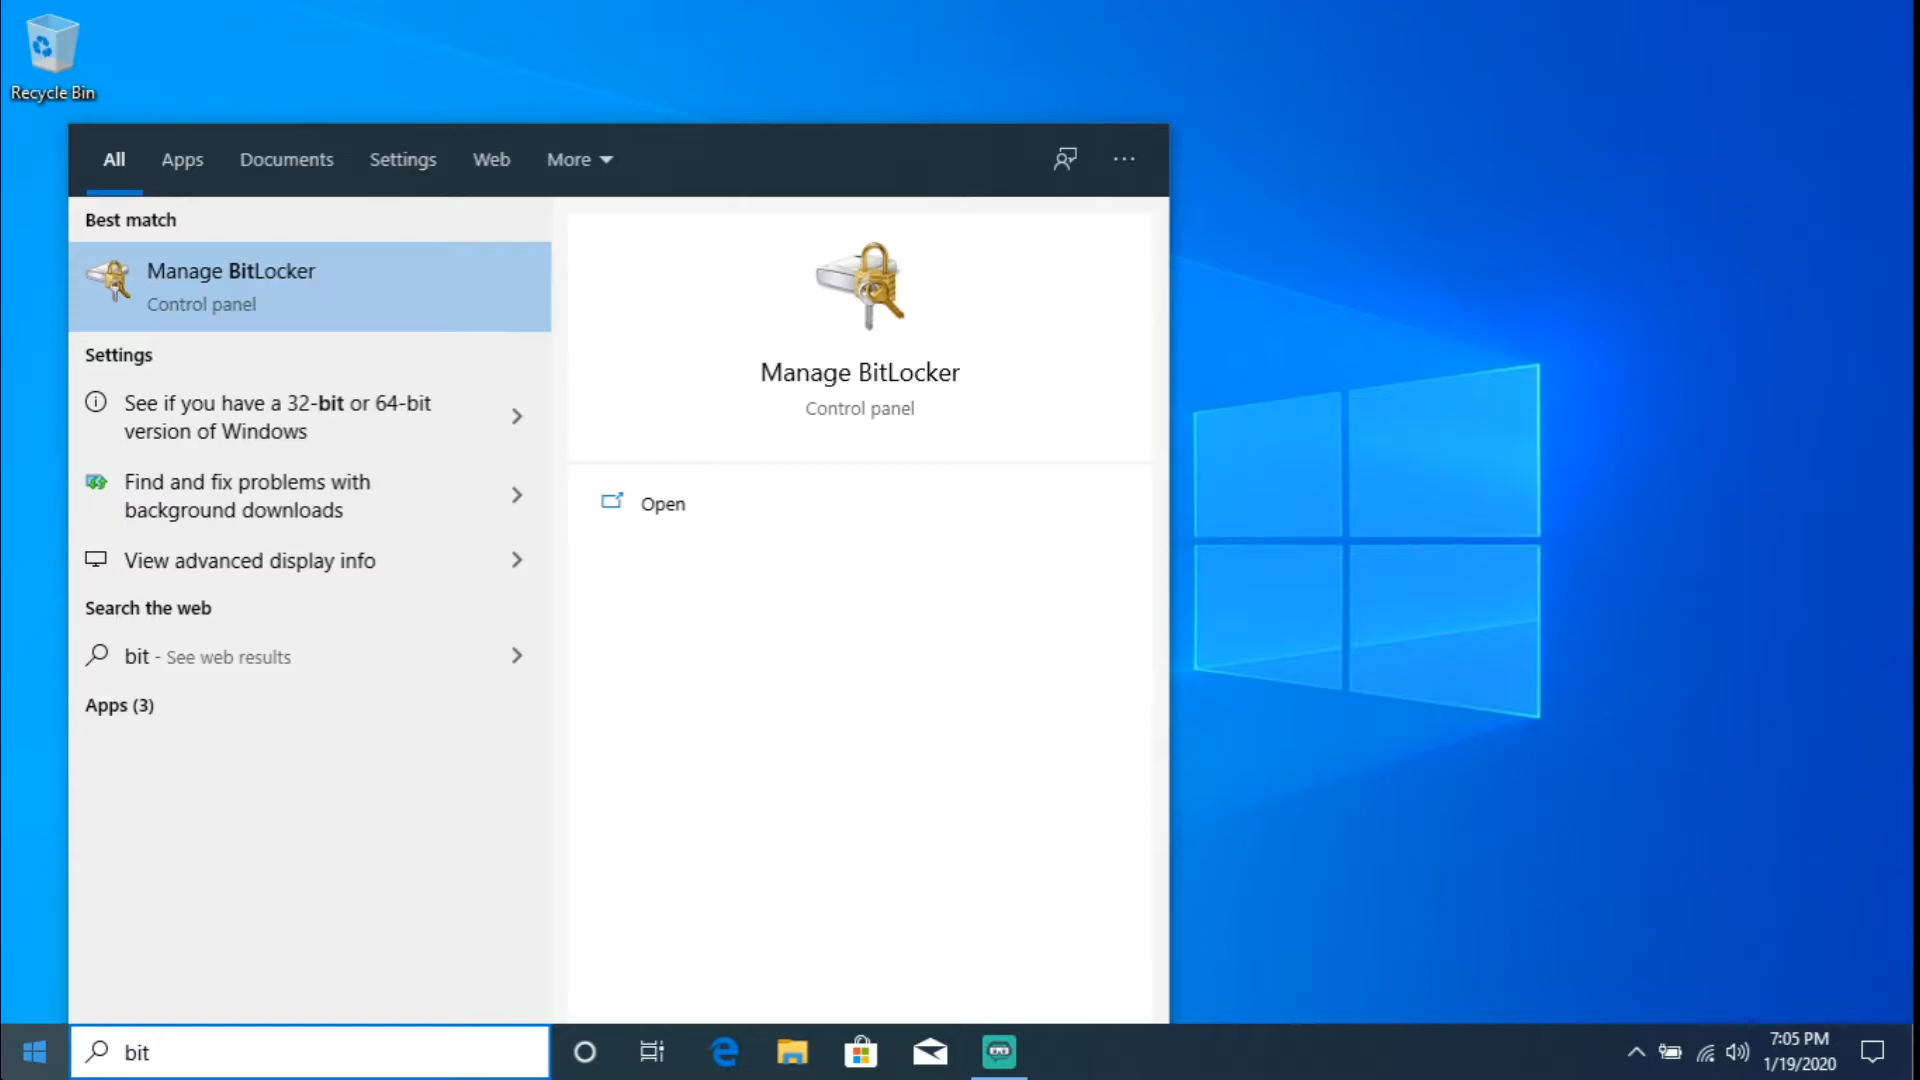 Recycle Bin
All Apps Documents Settings Web More
Best match
Manage BitLocker
Control panel
Settings
See if you have a 32-bit or 64-bit
version of Windows
Find and fix problems with
background downloads
View advanced display info
Search the web
bit - See web results
Apps (3)
Manage BitLocker
Control panel
Open
bit
7:05 PM
1/19/2020